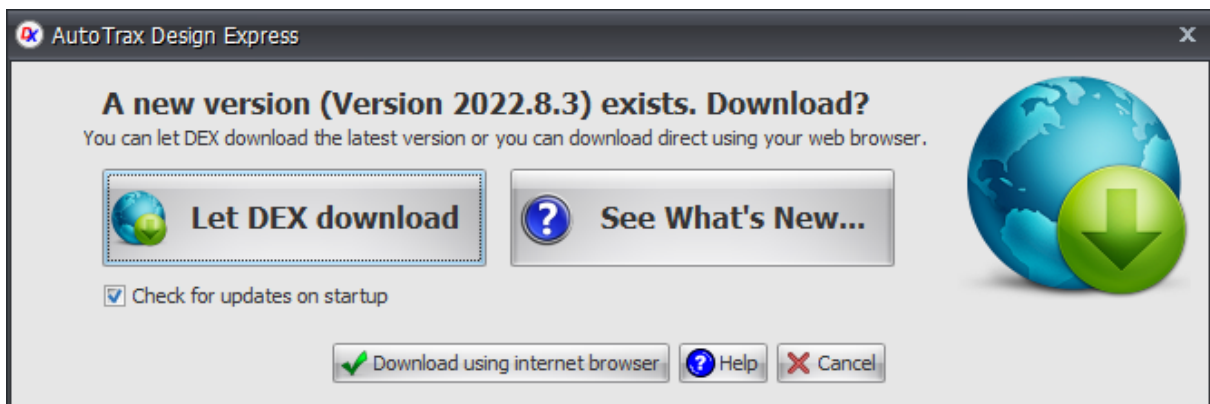 AutoTrax Design Express
A new version (Version 2022.8.3) exists. Download?
You can let DEX download the latest version or you can download direct using your web browser.
Let DEX download
See What's New...
Check for updates on startup
Download using internet browser
Help
Cancel